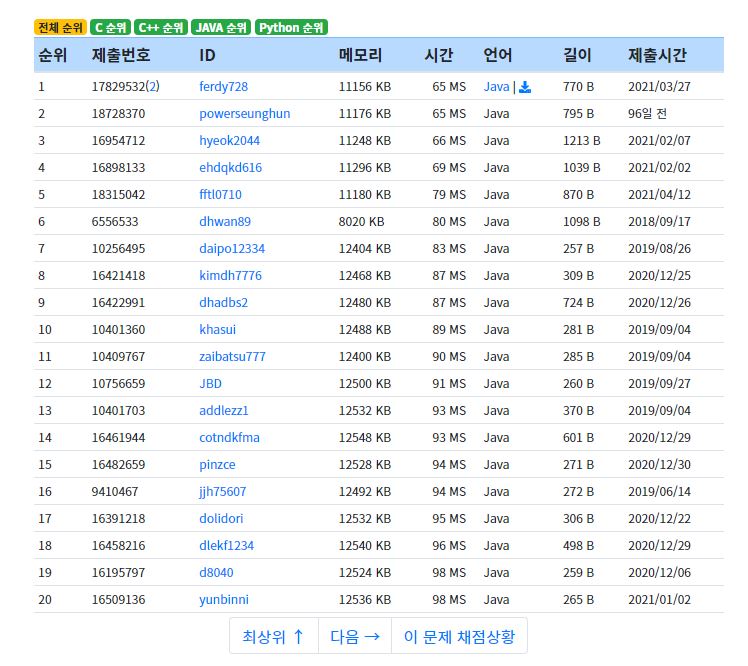 전체 순위 C 순위 C++ 순위 JAVA 순위 Python 순위
순위 제출번호 ID 메모리 시간 언어 길이 제출시간
1 17829532(2) ferdy728 11156 KB 65 MS Java | 770 B 2021/03/27
2 18728370 powerseunghun 11176 KB 65 MS Java 795 B 96일 전
3 16954712 hyeok2044 11248 KB 66 MS Java 1213 B 2021/02/07
4 16898133 ehdqkd616 11296 KB 69 MS Java 1039 B 2021/02/02
5 18315042 fftl0710 11180 KB 79 MS Java 870 B 2021/04/12
6 6556533 dhwan89 8020 KB 80 MS Java 1098 B 2018/09/17
7 10256495 daipo12334 12404 KB 83 MS Java 257 B 2019/08/26
8 16421418 kimdh7776 12468 KB 87 MS Java 309 B 2020/12/25
9 16422991 dhadbs2 12480 KB 87 MS Java 724 B 2020/12/26
10 10401360 khasui 12488 KB 89 MS Java 281 B 2019/09/04
11 10409767 zaibatsu777 12400 KB 90 MS Java 285 B 2019/09/04
12 10756659 JBD 12500 KB 91 MS Java 260 B 2019/09/27
13 10401703 addlezz1 12532 KB 93 MS Java 370 B 2019/09/04
14 16461944 cotndkfma 12548 KB 93 MS Java 601 B 2020/12/29
15 16482659 pinzce 12528 KB 94 MS Java 271 B 2020/12/30
16 9410467 jjh75607 12492 KB 94 MS Java 272 B 2019/06/14
17 16391218 dolidori 12532 KB 95 MS Java 306 B 2020/12/22
18 16458216 dlekf1234 12540 KB 96 MS Java 498 B 2020/12/29
19 16195797 d8040 12524 KB 98 MS Java 259 B 2020/12/06
20 16509136 yunbinni 12536 KB 98 MS Java 265 B 2021/01/02
최상위 ↑ 다음 → 이 문제 채점상황